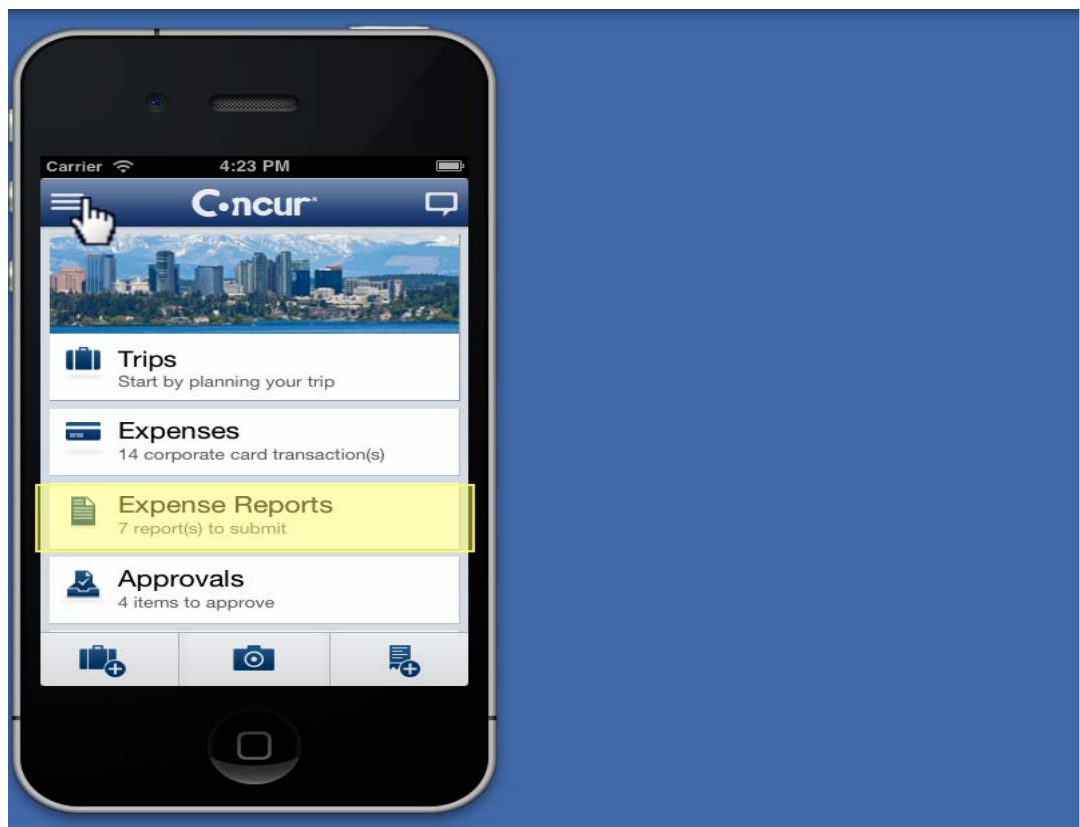 Carrier 4:23 PM
C•ncur®
Trips
Start by planning your trip
Expenses
14 corporate card transaction(s)
Expense Reports
7 report(s) to submit
Approvals
4 items to approve